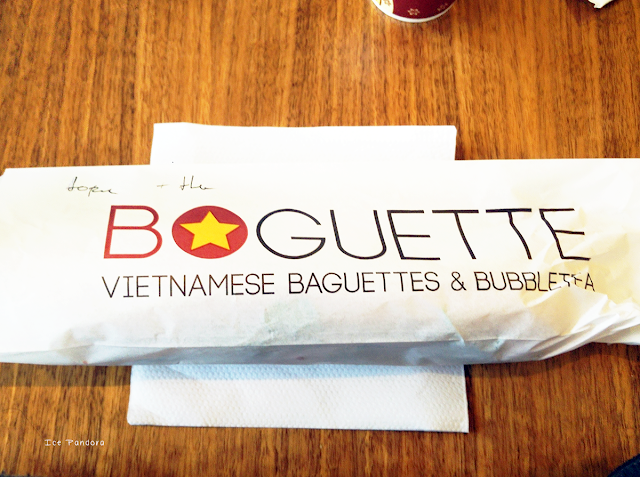 BOGUETTE
VIETNAMESE BAGUETTES & BUBBLETEA
Ice Pandora